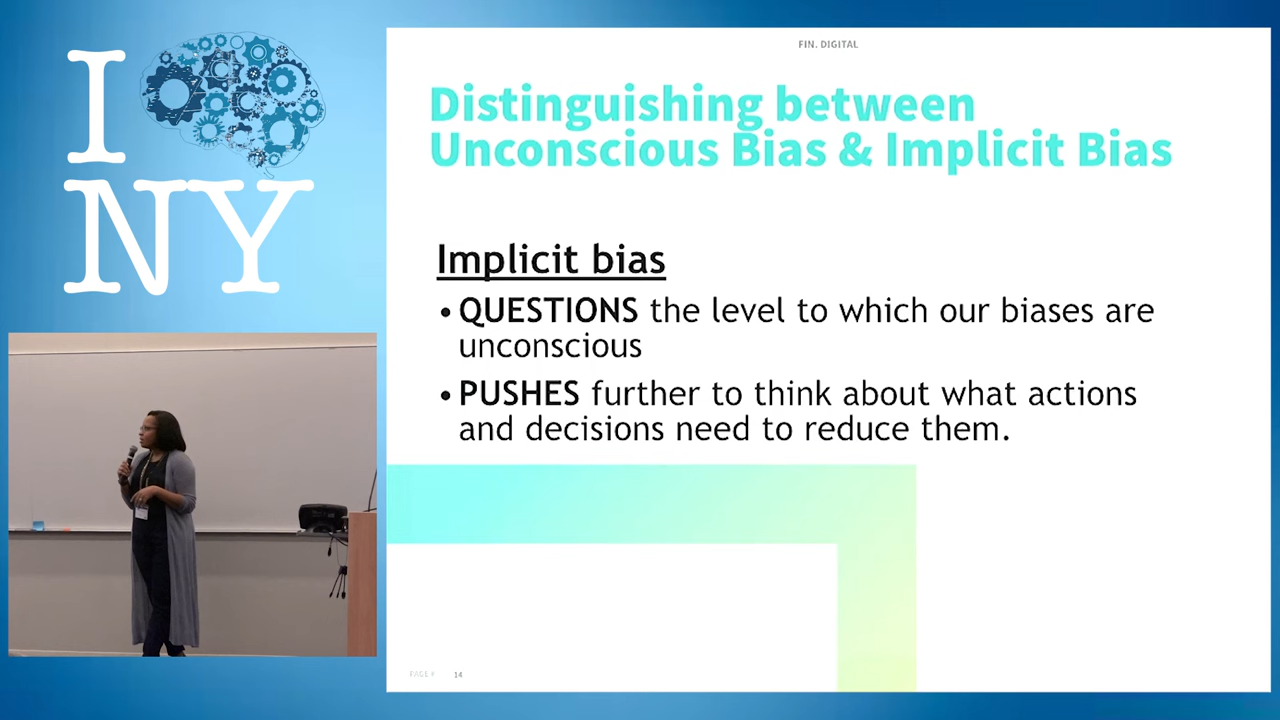 I
NY
FIN. DIGITAL
Distinguishing between
Unconscious Bias & Implicit Bias
Implicit bias
• QUESTIONS the level to which our biases are
unconscious
• PUSHES further to think about what actions
and decisions need to reduce them.
PAGE #
14